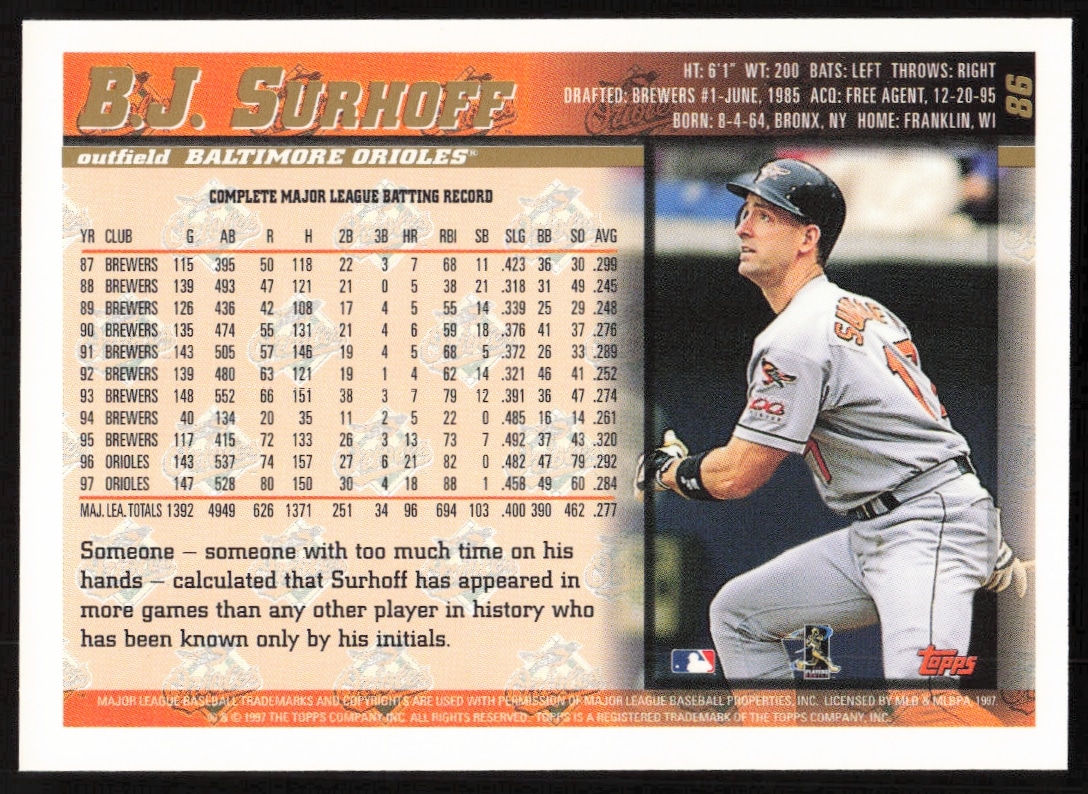 B.J. SURHOFF
HT: 6'1" WT: 200 BATS: LEFT THROWS: RIGHT
DRAFTED: BREWERS #1-JUNE, 1985 ACQ: FREE AGENT, 12-20-95
BORN: 8-4-64, BRONX, NY HOME: FRANKLIN, WI
86
outfield BALTIMORE ORIOLES®
COMPLETE MAJOR LEAGUE BATTING RECORD
YR CLUB G AB R H 2B 3B HR RBI SB SLG BB SO AVG
87 BREWERS 115 395 50 118 22 3 7 68 11 .423 36 30 .299
88 BREWERS 139 493 47 121 21 0 5 38 21 .318 31 49 .245
89 BREWERS 126 436 42 108 17 4 5 55 14 .339 25 29 .248
90 BREWERS 135 474 55 131 21 4 6 59 18 .376 41 37 .276
91 BREWERS 143 505 57 146 19 4 5 68 5 .372 26 33 .289
92 BREWERS 139 480 63 121 19 1 4 62 14 .321 46 41 .252
93 BREWERS 148 552 66 151 38 3 7 79 12 .391 36 47 .274
94 BREWERS 40 134 20 35 11 2 5 22 0 .485 16 14 .261
95 BREWERS 117 415 72 133 26 3 13 73 7 .492 37 43 .320
96 ORIOLES 143 537 74 157 27 6 21 82 0 .482 47 79 .292
97 ORIOLES 147 528 80 150 30 4 18 88 1 .458 49 60 .284
MAJ. LEA. TOTALS 1392 4949 626 1371 251 34 96 694 103 .400 390 462 .277
Someone – someone with too much time on his
hands – calculated that Surhoff has appeared in
more games than any other player in history who
has been known only by his initials.
17
topps
MAJOR LEAGUE BASEBALL TRADEMARKS AND COPYRIGHTS ARE USED WITH PERMISSION OF MAJOR LEAGUE BASEBALL PROPERTIES, INC. LICENSED BY MLB & MLBPA, 1997
® & © 1997 THE TOPPS COMPANY, INC. ALL RIGHTS RESERVED. TOPPS IS A REGISTERED TRADEMARK OF THE TOPPS COMPANY, INC.